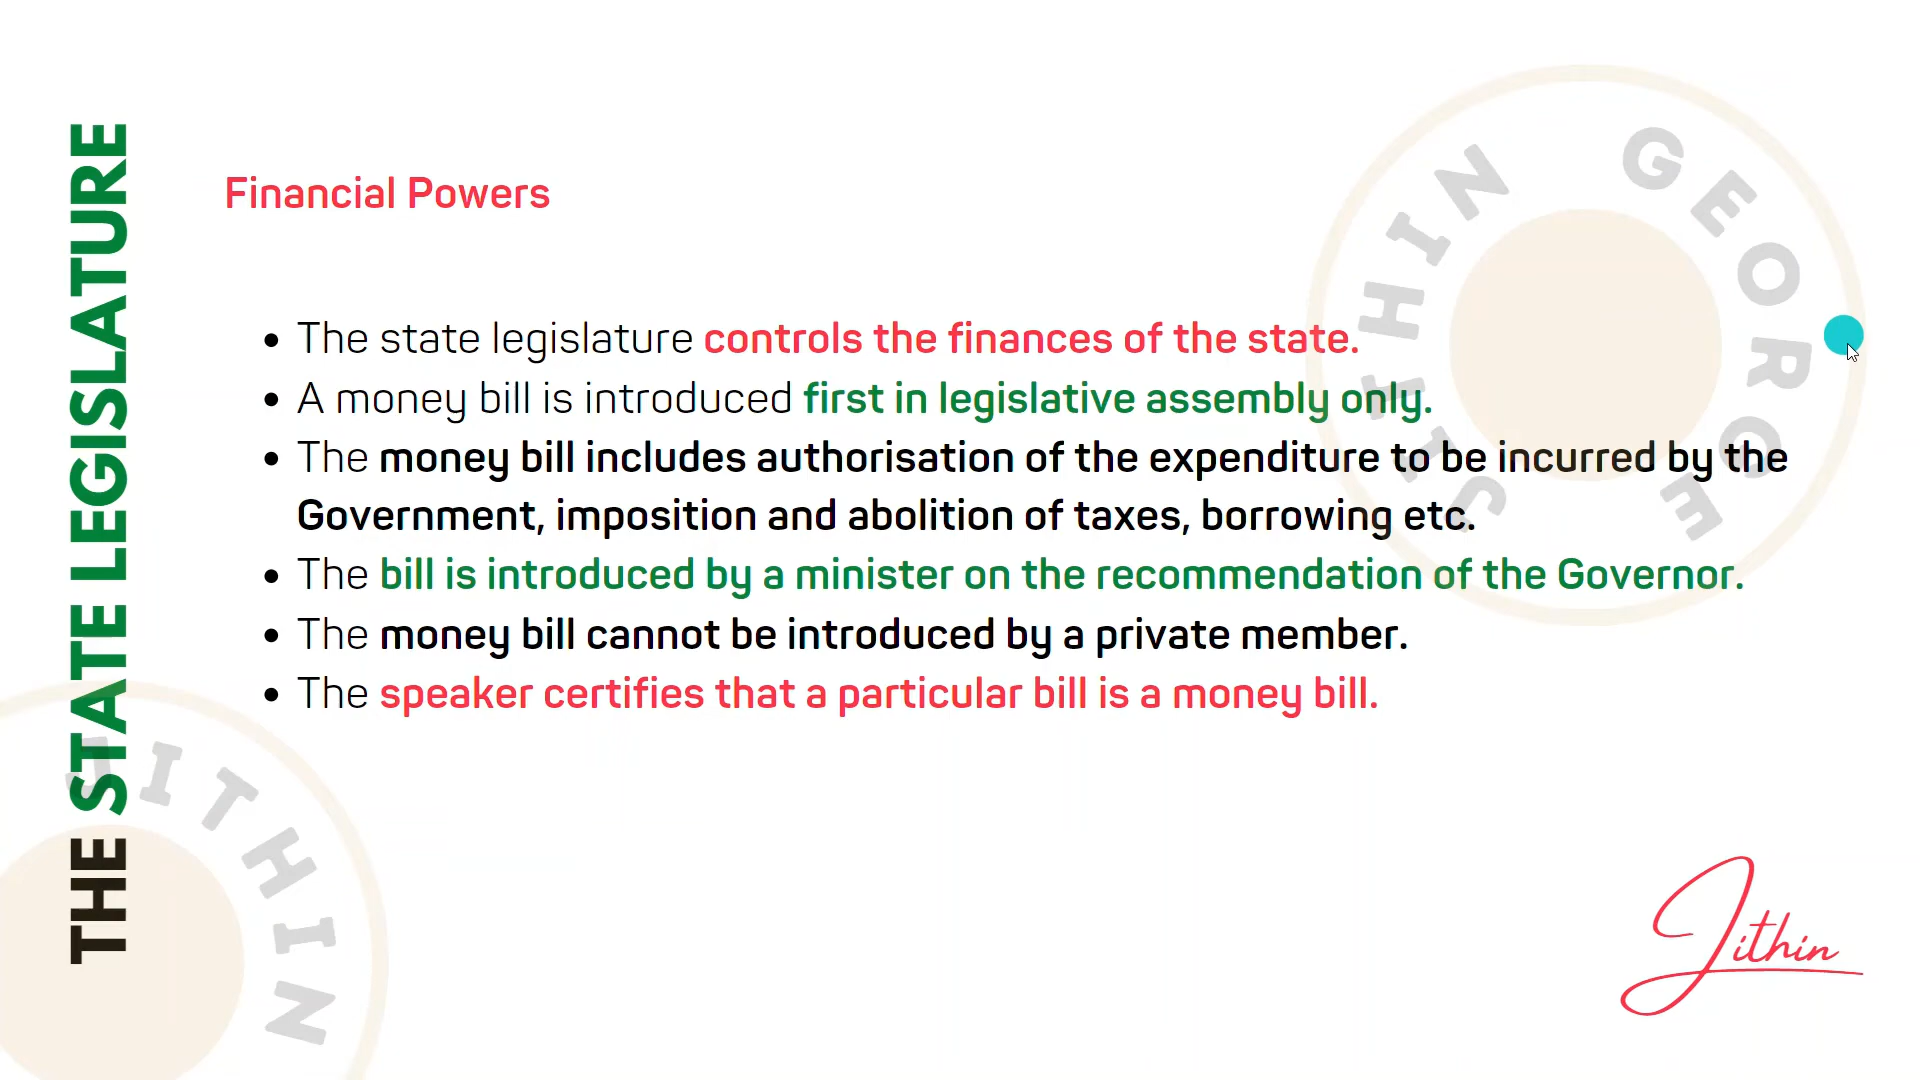 THE STATE LEGISLATURE
Financial Powers
• The state legislature controls the finances of the state.
• A money bill is introduced first in legislative assembly only.
• The money bill includes authorisation of the expenditure to be incurred by the
Government, imposition and abolition of taxes, borrowing etc.
• The bill is introduced by a minister on the recommendation of the Governor.
• The money bill cannot be introduced by a private member.
• The speaker certifies that a particular bill is a money bill.
JITHIN GEORGE
JITHIN
Jithin